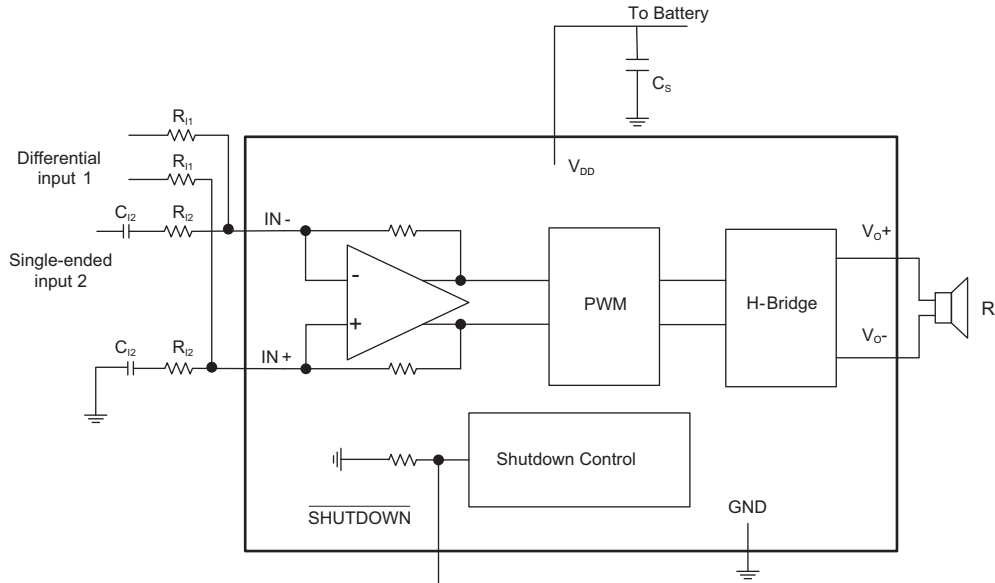 To Battery
C_S
R_I1
Differential
input 1
R_I1
V_DD
C_I2
R_I2
IN -
V_O+
Single-ended
input 2
-
+
PWM
H-Bridge
R
V_O-
C_I2
R_I2
IN +
Shutdown Control
SHUTDOWN
GND